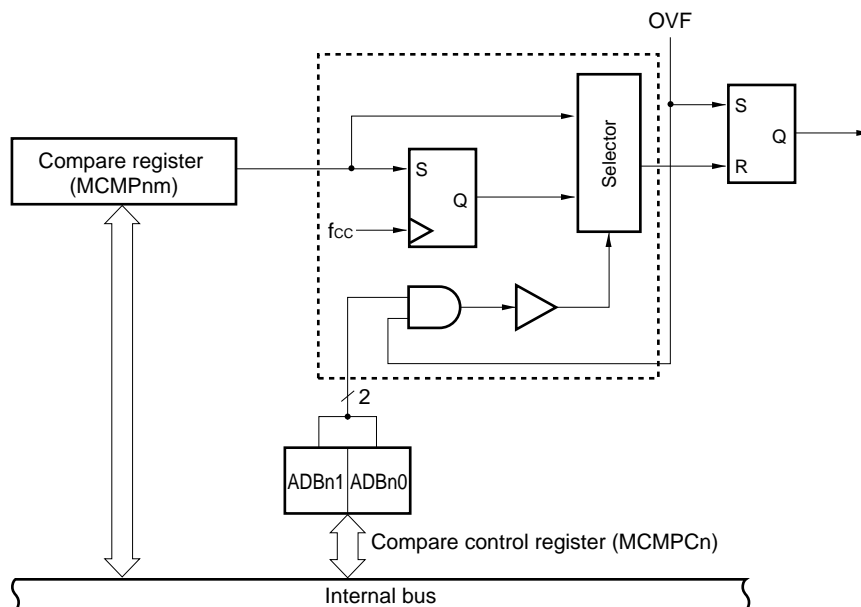 OVF
Compare register
(MCMPnm)
S
Q
fCC
Selector
S
Q
R
2
ADBn1
ADBn0
Compare control register (MCMPCn)
Internal bus